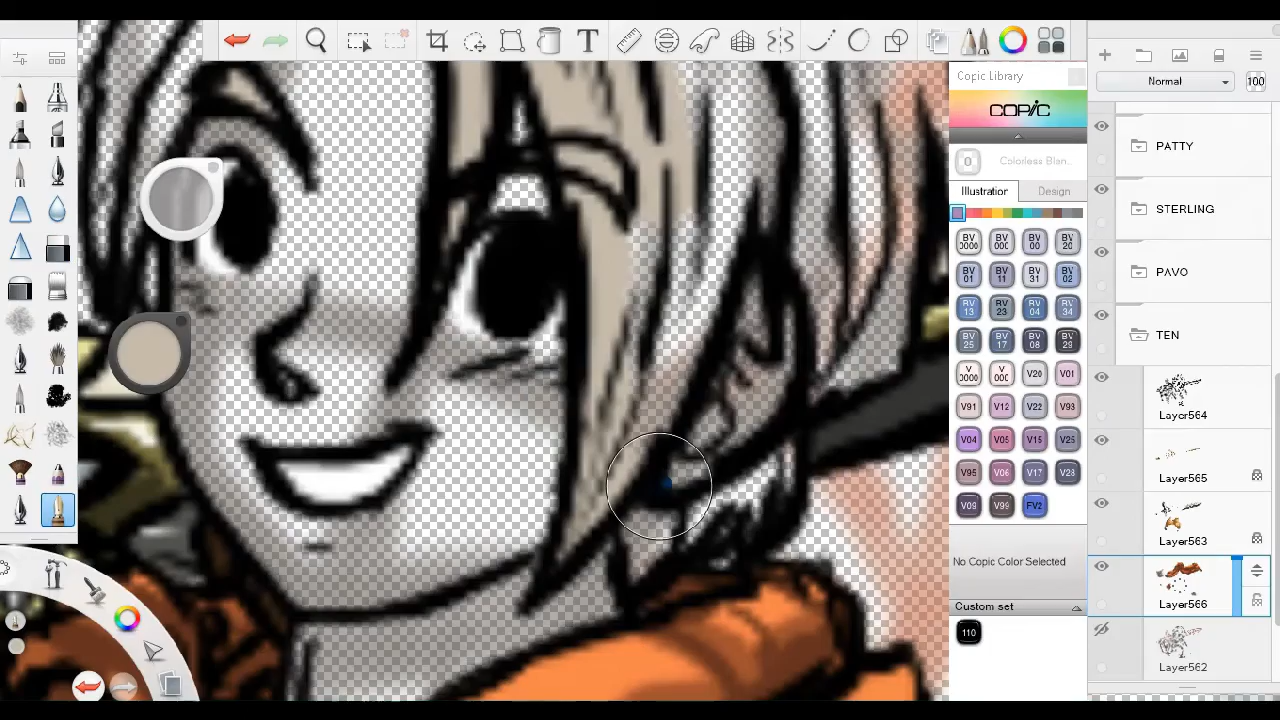 T
Copic Library
COPIC
0 Colorless Blen...
Illustration Design
BV 0000 BV 000 BV 00 BV 20
BV 01 BV 11 BV 31 BV 02
BV 13 BV 23 BV 04 BV 34
BV 25 BV 17 BV 08 BV 29
V 0000 V 000 V20 V01
V91 V12 V22 V93
V04 V05 V15 V25
V95 V06 V17 V28
V09 V99 FV2
No Copic Color Selected
Custom set
110
Normal 100
PATTY
STERLING
PAVO
TEN
Layer564
Layer565
Layer563
Layer566
Layer562